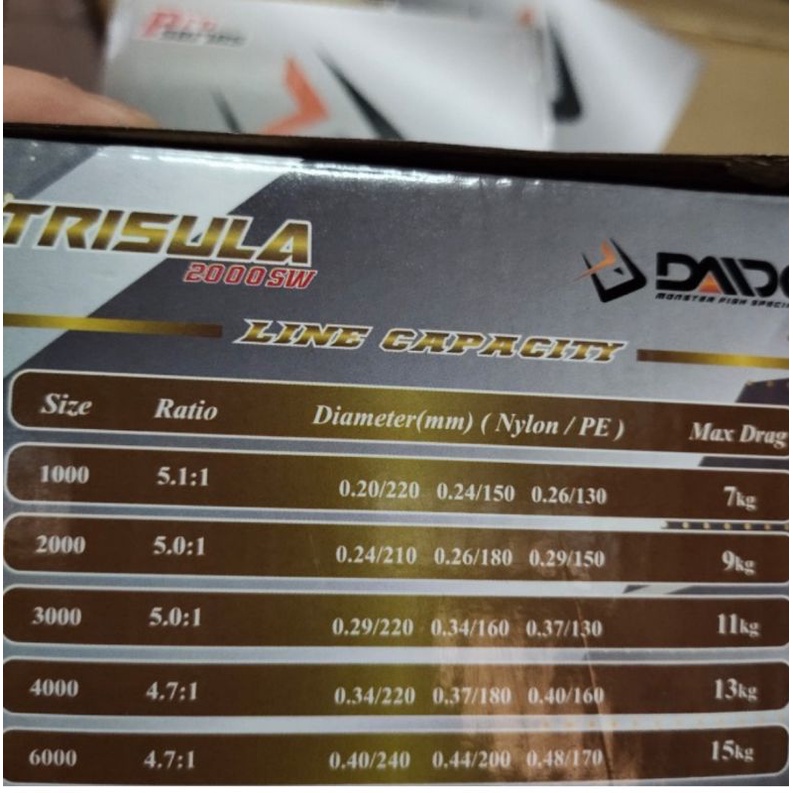 TRISULA
2000SW
LINE CAPACITY
Size Ratio Diameter(mm) ( Nylon / PE ) Max Drag
1000 5.1:1 0.20/220 0.24/150 0.26/130 7kg
2000 5.0:1 0.24/210 0.26/180 0.29/150 9kg
3000 5.0:1 0.29/220 0.34/160 0.37/130 11kg
4000 4.7:1 0.34/220 0.37/180 0.40/160 13kg
6000 4.7:1 0.40/240 0.44/200 0.48/170 15kg
DAIDO
MONSTER FISH SPECI